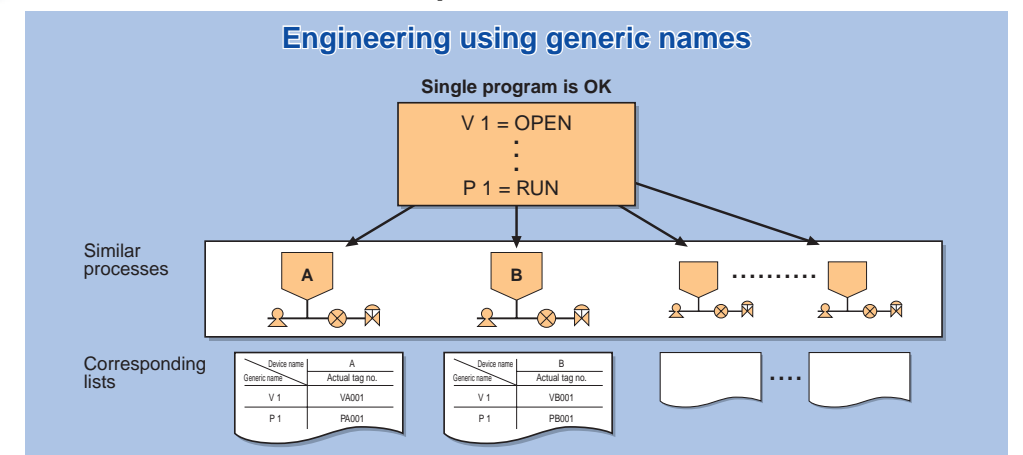 Engineering using generic names
Single program is OK
V 1 = OPEN
.
.
.
P 1 = RUN
Similar
processes
A
B
..........
Corresponding
lists
Device name A
Generic name Actual tag no.
V 1 VA001
P 1 PA001
Device name B
Generic name Actual tag no.
V 1 VB001
P 1 PB001
....